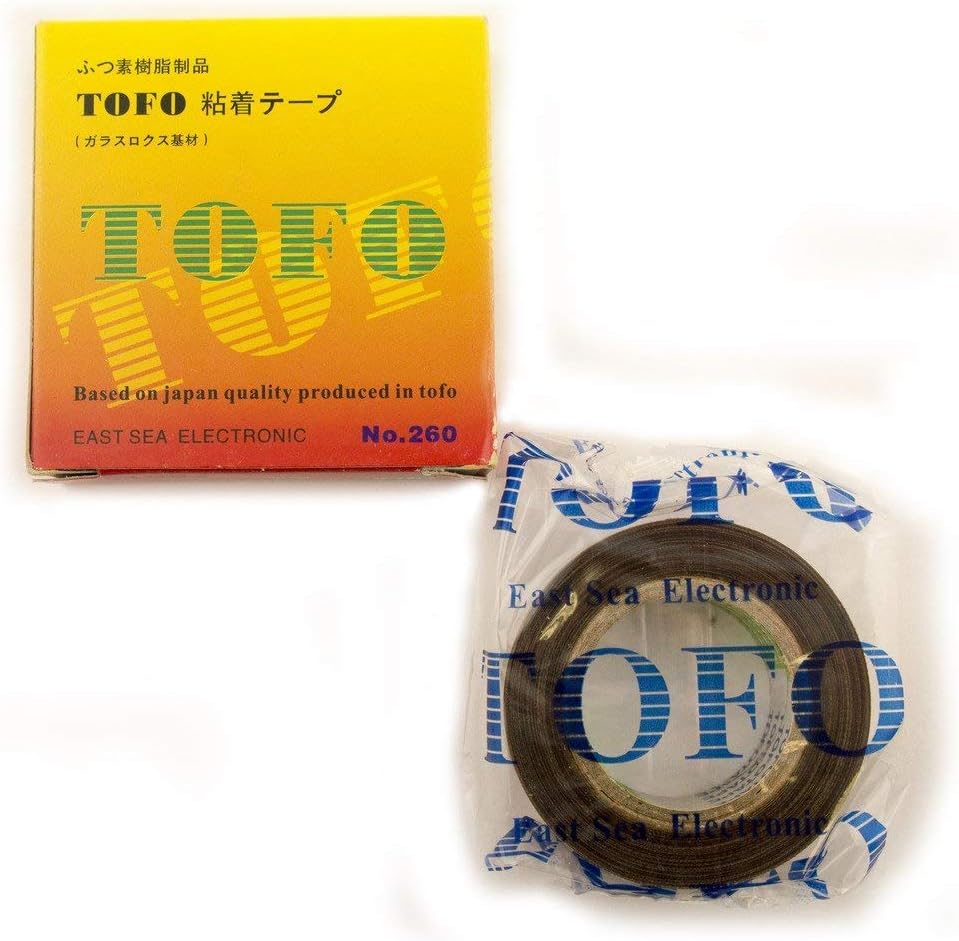 ふつ素樹脂制品
TOFO 粘着テープ
(ガラスロクス基材)
TOFO
TOFO
Based on japan quality produced in tofo
EAST SEA ELECTRONIC No.260
TOFO
East Sea Electronic
TOFO
East Sea Electronic